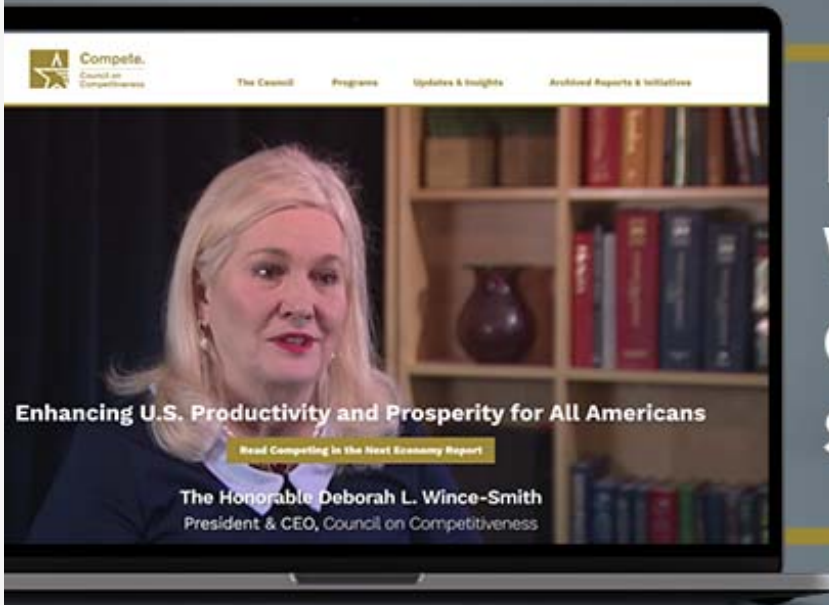 Compete.
Council on
Competitiveness
The Council Programs Updates & Insights Archived Reports & Initiatives
Enhancing U.S. Productivity and Prosperity for All Americans
Read Competing in the Next Economy Report
The Honorable Deborah L. Wince-Smith
President & CEO, Council on Competitiveness